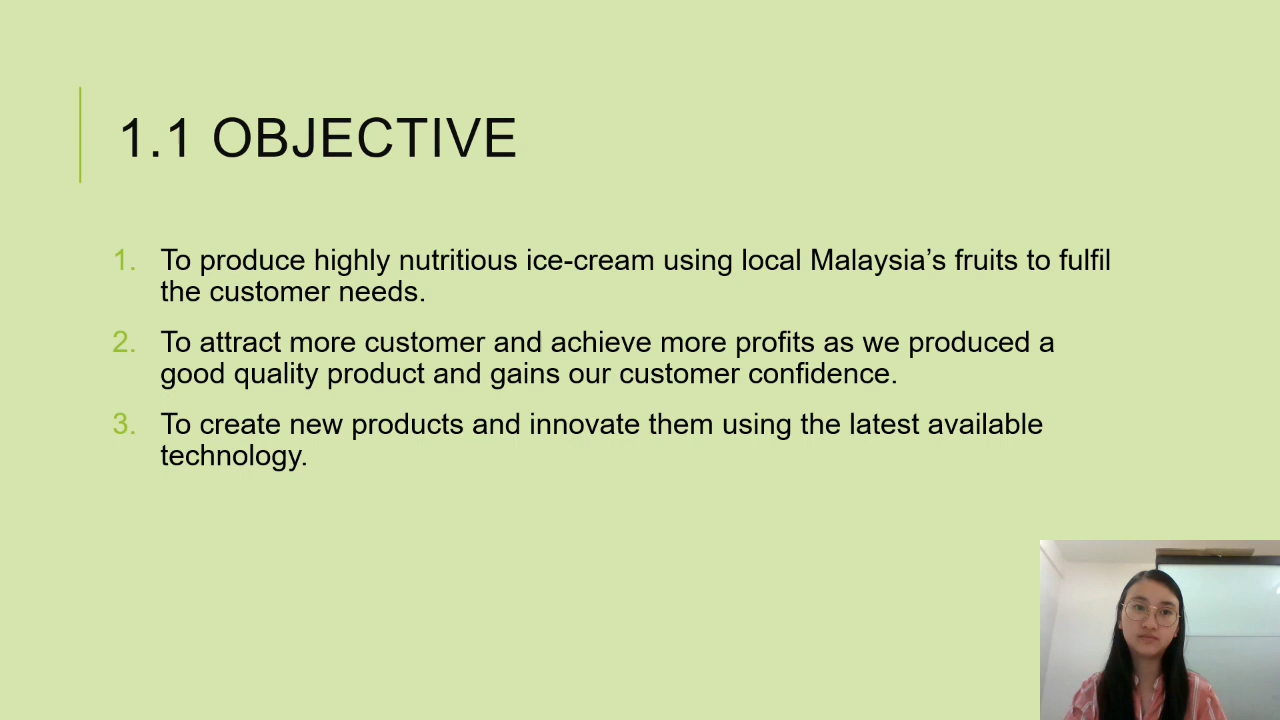 1.1 OBJECTIVE
1. To produce highly nutritious ice-cream using local Malaysia’s fruits to fulfil
the customer needs.
2. To attract more customer and achieve more profits as we produced a
good quality product and gains our customer confidence.
3. To create new products and innovate them using the latest available
technology.